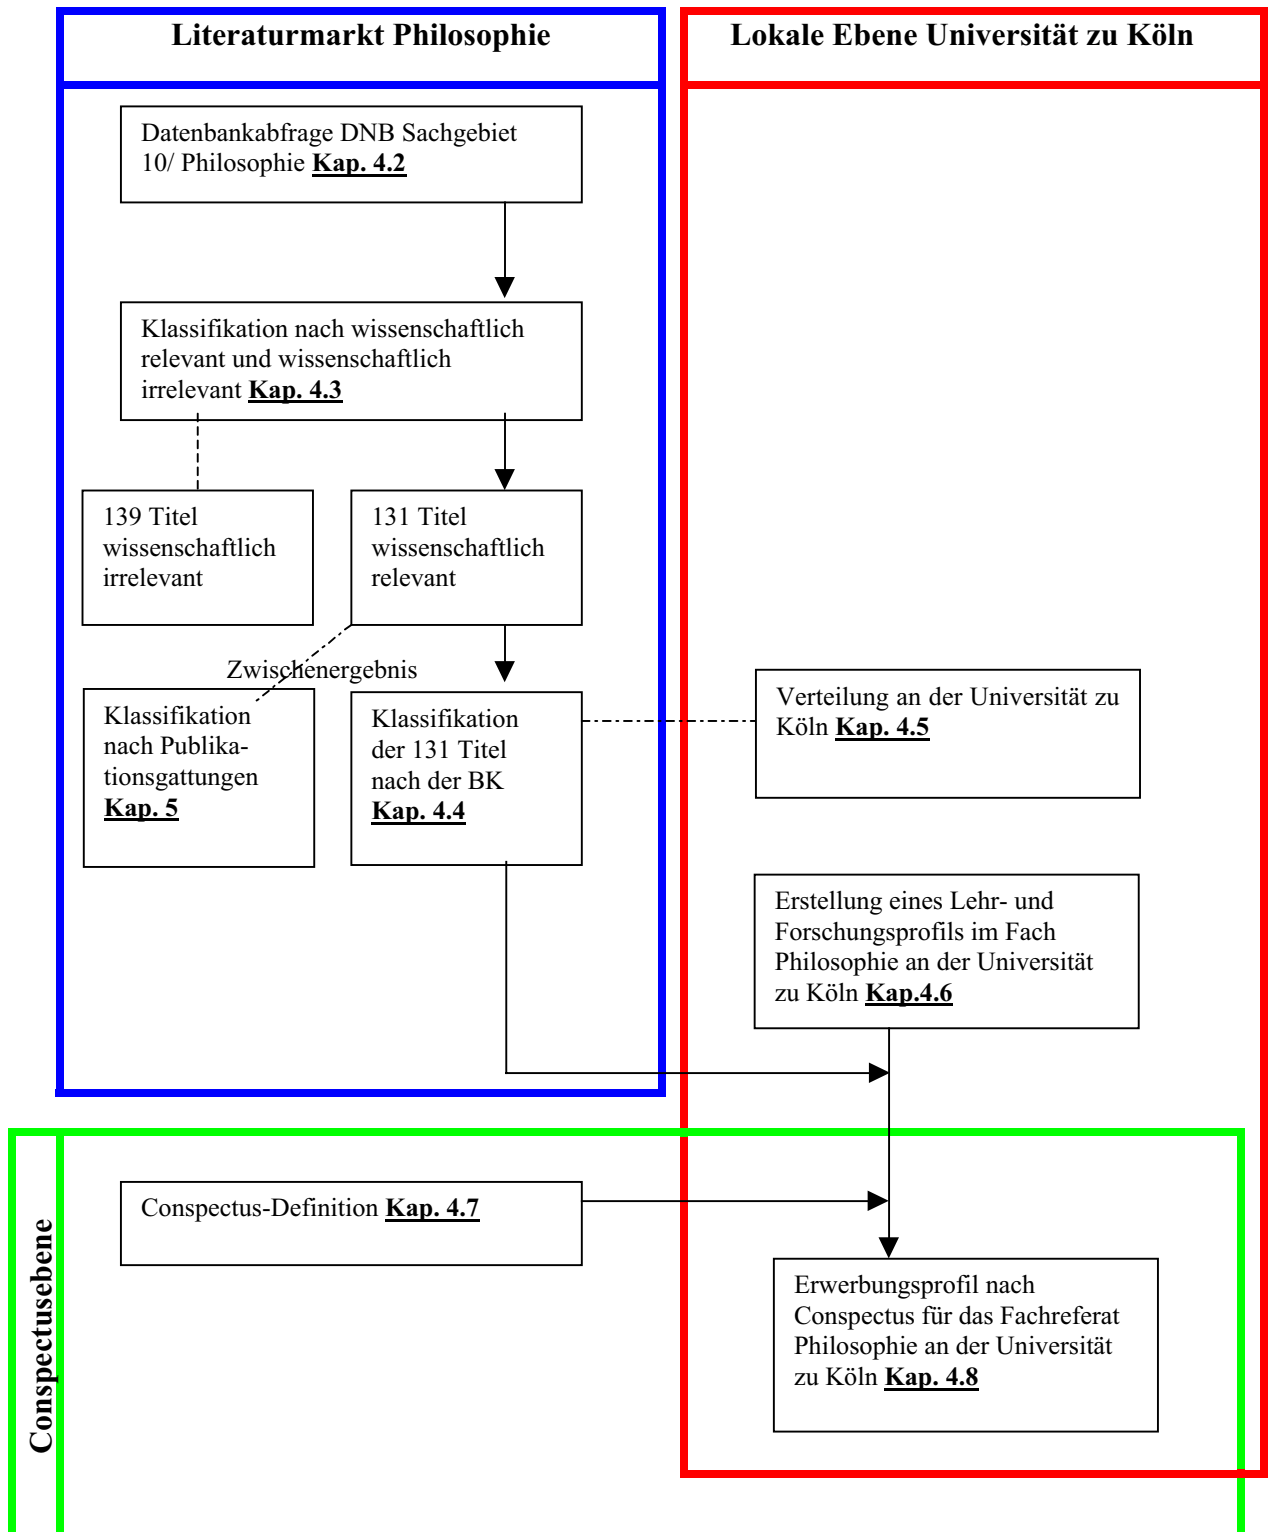 Literaturmarkt Philosophie
Lokale Ebene Universität zu Köln
Datenbankabfrage DNB Sachgebiet
10/ Philosophie Kap. 4.2
Klassifikation nach wissenschaftlich
relevant und wissenschaftlich
irrelevant Kap. 4.3
139 Titel
wissenschaftlich
irrelevant
131 Titel
wissenschaftlich
relevant
Zwischenergebnis
Klassifikation
nach Publika-
tionsgattungen
Kap. 5
Klassifikation
der 131 Titel
nach der BK
Kap. 4.4
Verteilung an der Universität zu
Köln Kap. 4.5
Erstellung eines Lehr- und
Forschungsprofils im Fach
Philosophie an der Universität
zu Köln Kap.4.6
Conspectusebene
Conspectus-Definition Kap. 4.7
Erwerbungsprofil nach
Conspectus für das Fachreferat
Philosophie an der Universität
zu Köln Kap. 4.8